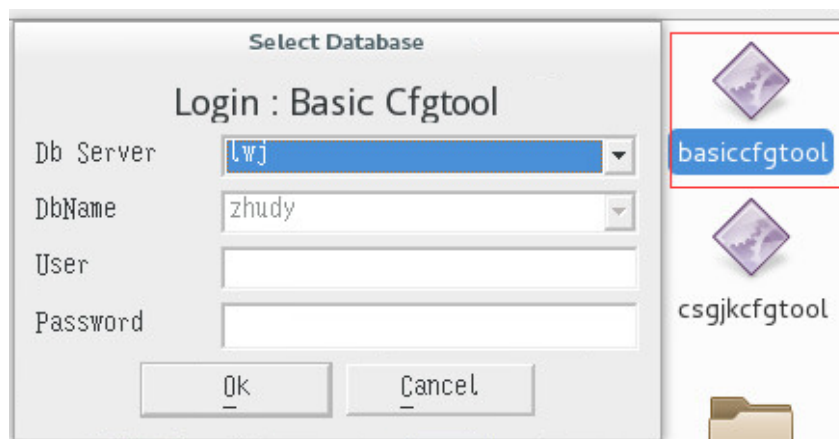 Select Database
Login : Basic Cfgtool
Db Server
lwj
DbName
zhudy
User
Password
Ok
Cancel
basiccfgtool
csgjkcfgtool